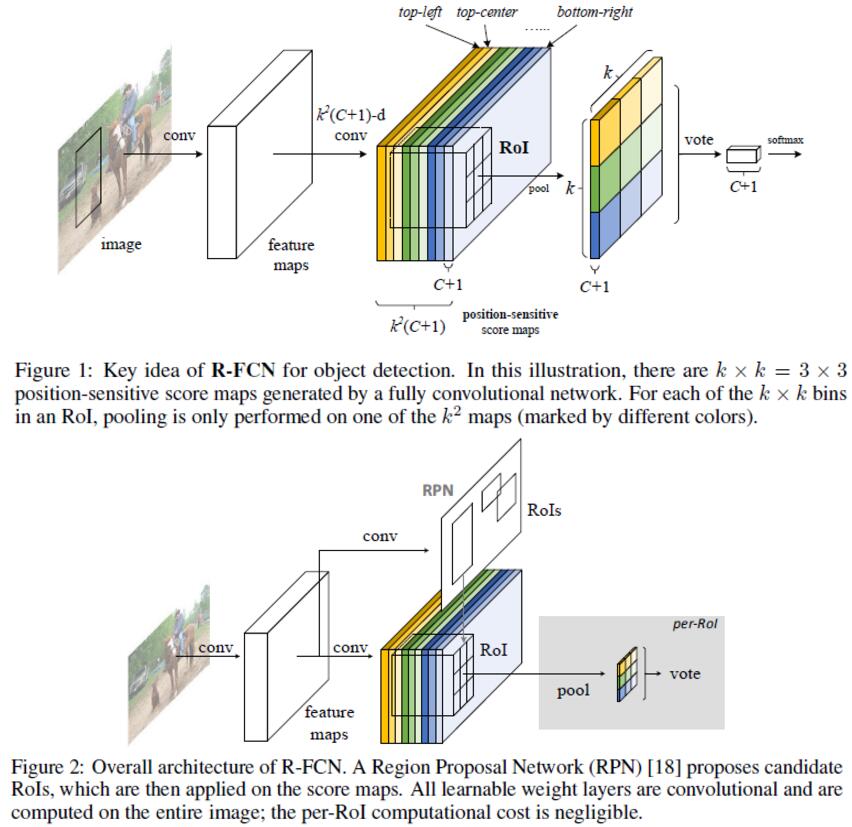 top-left top-center bottom-right
......
k
k²(C+1)-d
conv
conv
RoI
vote
softmax
pool
k
C+1
image
feature
maps
C+1
C+1
k²(C+1)
position-sensitive
score maps
Figure 1: Key idea of R-FCN for object detection. In this illustration, there are k × k = 3 × 3
position-sensitive score maps generated by a fully convolutional network. For each of the k × k bins
in an RoI, pooling is only performed on one of the k² maps (marked by different colors).
RPN
RoIs
conv
per-RoI
conv
conv
RoI
vote
pool
feature
maps
Figure 2: Overall architecture of R-FCN. A Region Proposal Network (RPN) [18] proposes candidate
RoIs, which are then applied on the score maps. All learnable weight layers are convolutional and are
computed on the entire image; the per-RoI computational cost is negligible.